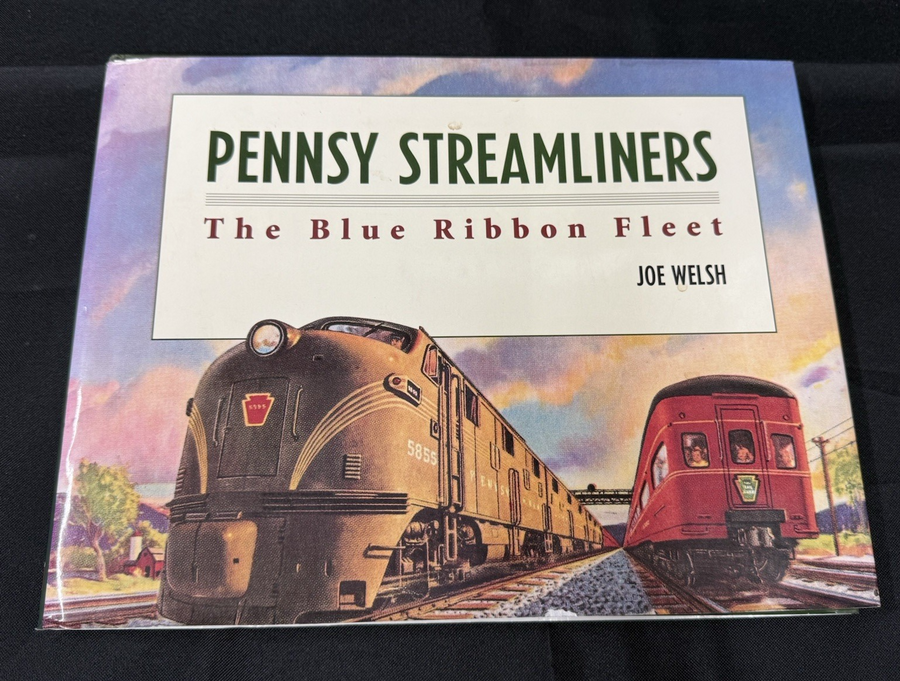 PENNSY STREAMLINERS
The Blue Ribbon Fleet
JOE WELSH
5855